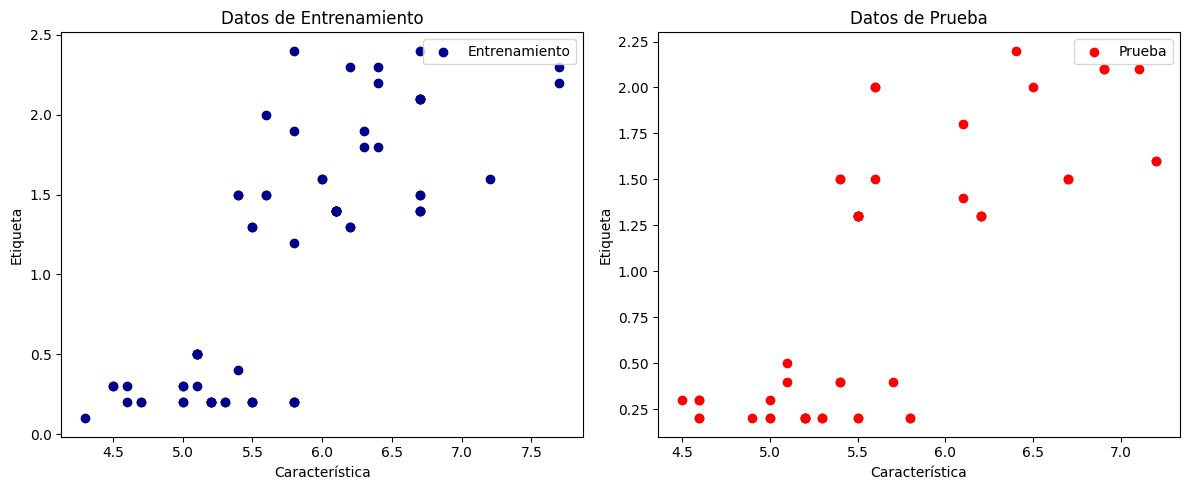 Datos de Entrenamiento
Entrenamiento
Etiqueta
2.5
2.0
1.5
1.0
0.5
0.0
4.5 5.0 5.5 6.0 6.5 7.0 7.5
Característica
Datos de Prueba
Prueba
Etiqueta
2.25
2.00
1.75
1.50
1.25
1.00
0.75
0.50
0.25
4.5 5.0 5.5 6.0 6.5 7.0
Característica